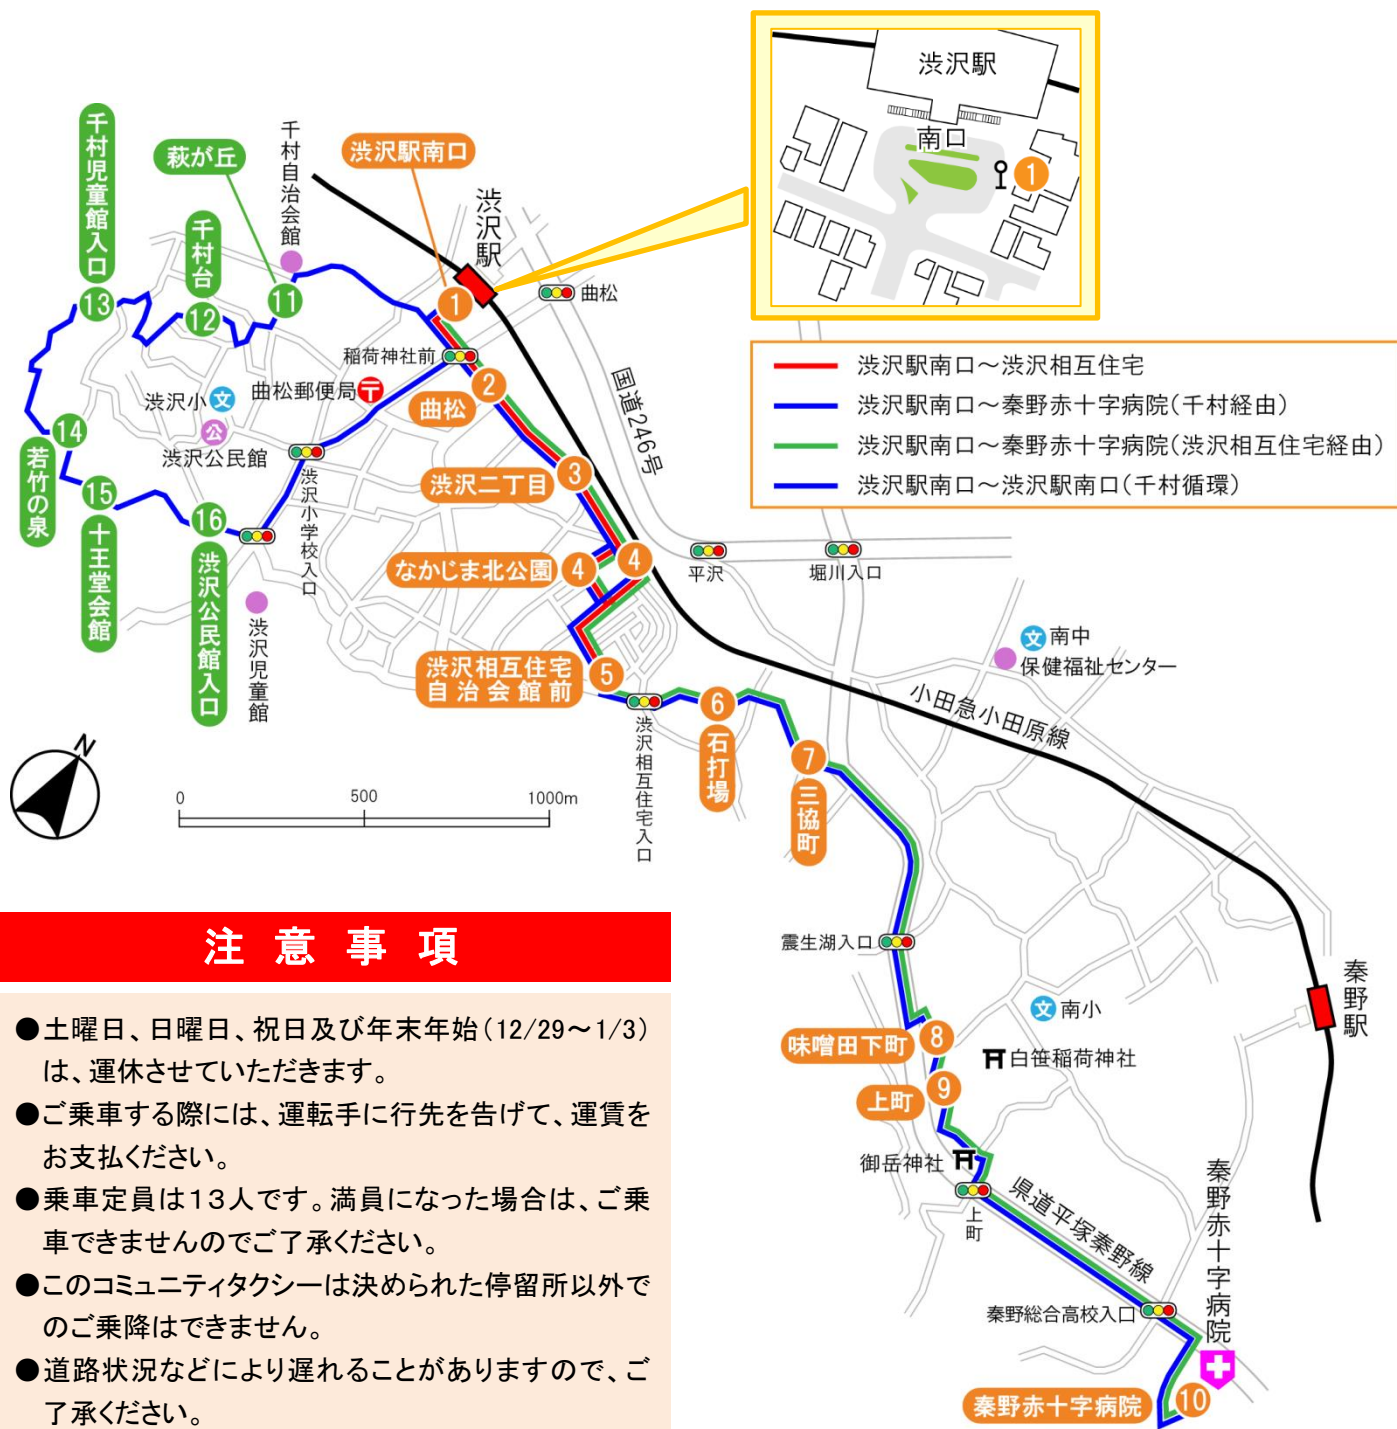 渋沢駅
南口
1
千村児童館入口
萩が丘
千村自治会館
渋沢駅南口
渋沢駅
千村台
13
12
11
1
曲松
稲荷神社前
2
曲松
渋沢駅南口～渋沢相互住宅
渋沢駅南口～秦野赤十字病院(千村経由)
渋沢駅南口～秦野赤十字病院(渋沢相互住宅経由)
渋沢駅南口～渋沢駅南口(千村循環)
国道246号
渋沢小
文
曲松郵便局
公
渋沢公民館
14
若竹の泉
15
十王堂会館
16
渋沢公民館入口
渋沢小学校入口
渋沢児童館
渋沢二丁目
3
なかじま北公園
4
4
平沢
堀川入口
渋沢相互住宅
自治会館前
5
渋沢相互住宅入口
6
石打場
7
三協町
文
南中
保健福祉センター
小田急小田原線
N
0
500
1000m
震生湖入口
秦野駅
味噌田下町
8
文
南小
白笹稲荷神社
上町
9
御岳神社
上町
県道平塚秦野線
秦野赤十字病院
秦野総合高校入口
秦野赤十字病院
10
注意事項
●土曜日、日曜日、祝日及び年末年始(12/29～1/3)
は、運休させていただきます。
●ご乗車する際には、運転手に行先を告げて、運賃を
お支払ください。
●乗車定員は13人です。満員になった場合は、ご乗
車できませんのでご了承ください。
●このコミュニティタクシーは決められた停留所以外で
のご乗降はできません。
●道路状況などにより遅れることがありますので、ご
了承ください。